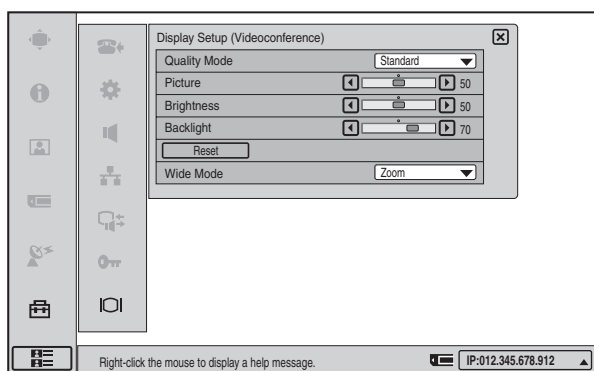 Display Setup (Videoconference)
Quality Mode Standard
Picture 50
Brightness 50
Backlight 70
Reset
Wide Mode Zoom
Right-click the mouse to display a help message. IP:012.345.678.912